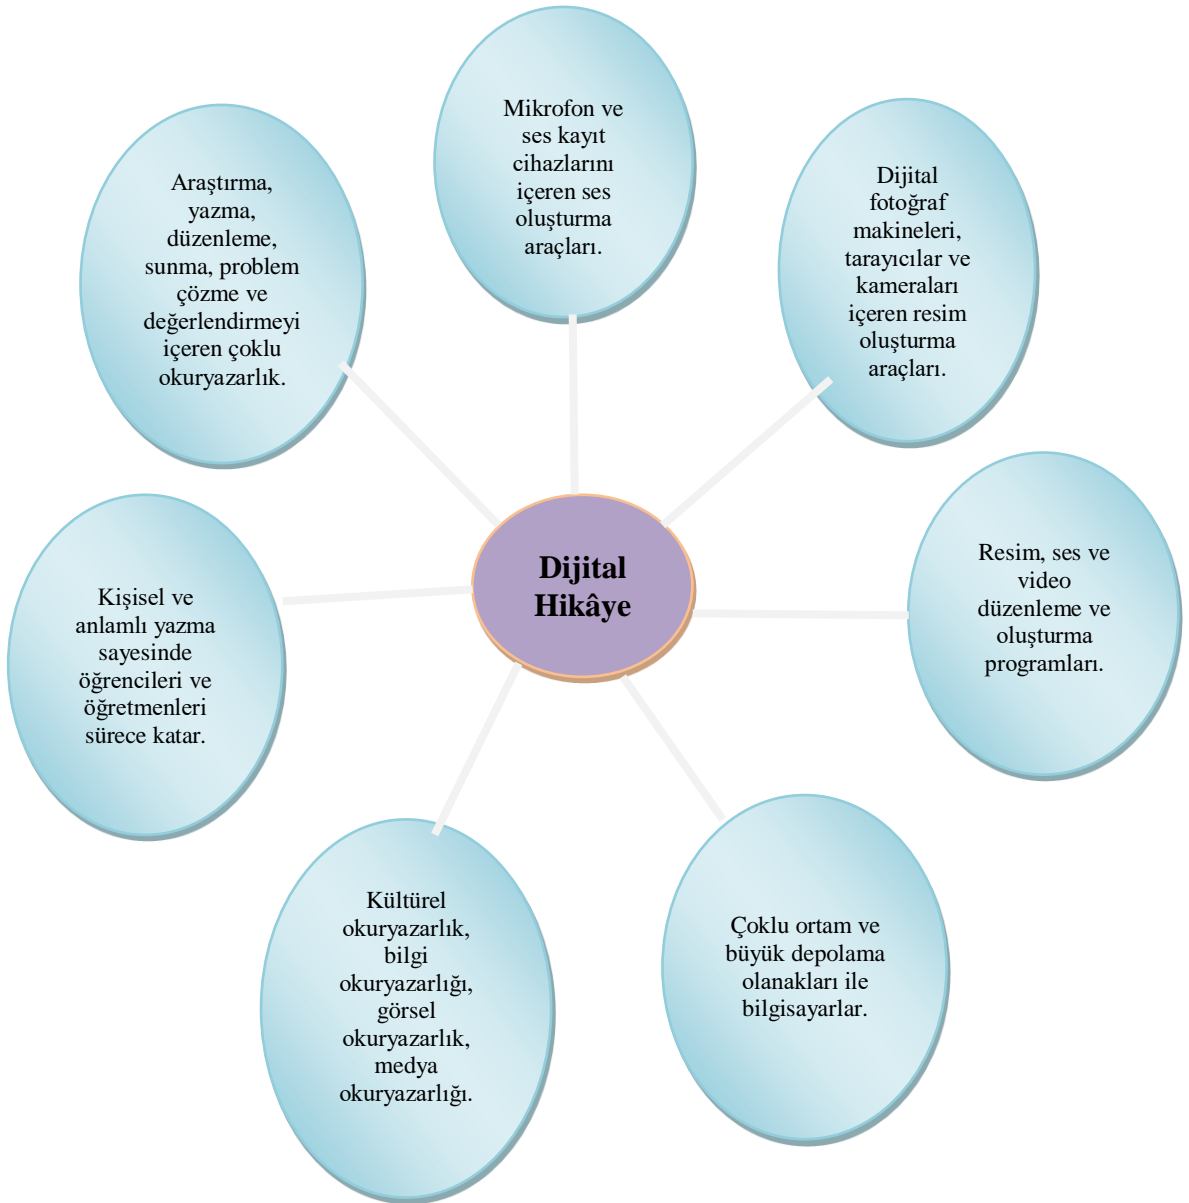 Mikrofon ve
ses kayıt
cihazlarını
içeren ses
oluşturma
araçları.
Araştırma,
yazma,
düzenleme,
sunma, problem
çözme ve
değerlendirmeyi
içeren çoklu
okuryazarlık.
Dijital
fotoğraf
makineleri,
tarayıcılar ve
kameraları
içeren resim
oluşturma
araçları.
Dijital
Hikâye
Resim, ses ve
video
düzenleme ve
oluşturma
programları.
Kişisel ve
anlamlı yazma
sayesinde
öğrencileri ve
öğretmenleri
sürece katar.
Kültürel
okuryazarlık,
bilgi
okuryazarlığı,
görsel
okuryazarlık,
medya
okuryazarlığı.
Çoklu ortam ve
büyük depolama
olanakları ile
bilgisayarlar.